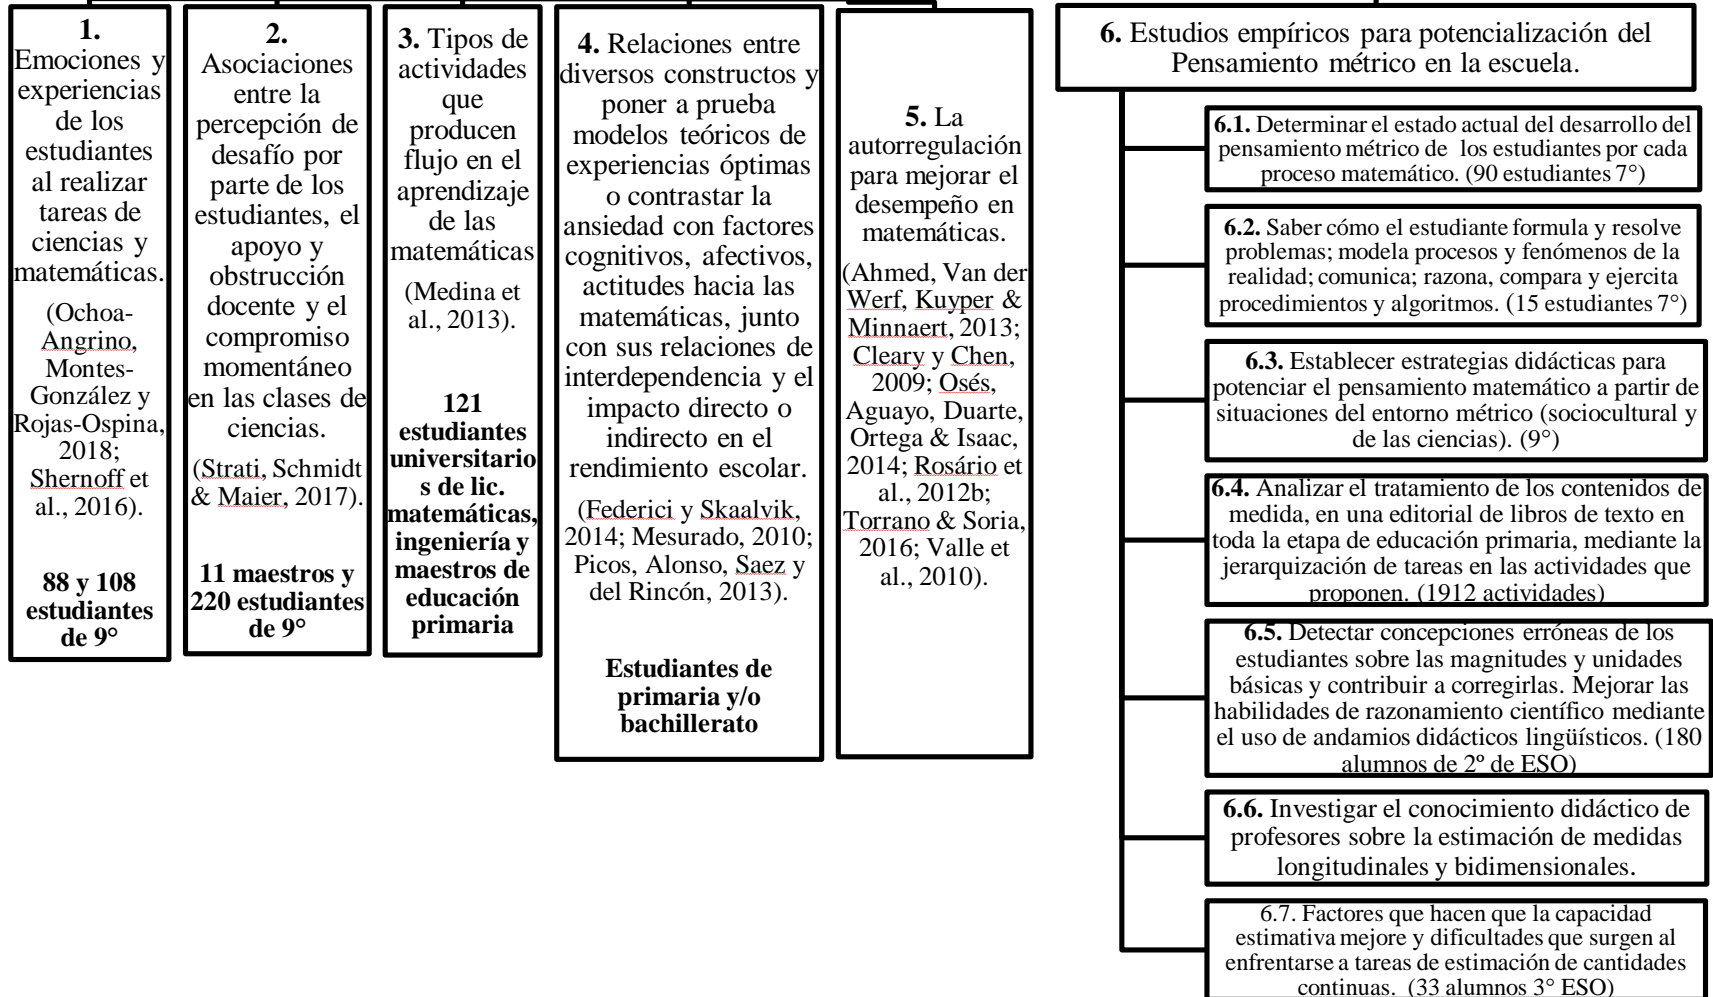 1.
Emociones y
experiencias
de los
estudiantes
al realizar
tareas de
ciencias y
matemáticas.
(Ochoa-
Angrino,
Montes-
González y
Rojas-Ospina,
2018;
Shernoff et
al., 2016).
88 y 108
estudiantes
de 9°
2.
Asociaciones
entre la
percepción de
desafío por
parte de los
estudiantes, el
apoyo y
obstrucción
docente y el
compromiso
momentáneo
en las clases de
ciencias.
(Strati, Schmidt
& Maier, 2017).
11 maestros y
220 estudiantes
de 9°
3. Tipos de
actividades
que
producen
flujo en el
aprendizaje
de las
matemáticas
(Medina et
al., 2013).
121
estudiantes
universitario
s de lic.
matemáticas,
ingeniería y
maestros de
educación
primaria
4. Relaciones entre
diversos constructos y
poner a prueba
modelos teóricos de
experiencias óptimas
o contrastar la
ansiedad con factores
cognitivos, afectivos,
actitudes hacia las
matemáticas, junto
con sus relaciones de
interdependencia y el
impacto directo o
indirecto en el
rendimiento escolar.
(Federici y Skaalvik,
2014; Mesurado, 2010;
Picos, Alonso, Saez y
del Rincón, 2013).
Estudiantes de
primaria y/o
bachillerato
5. La
autorregulación
para mejorar el
desempeño en
matemáticas.
(Ahmed, Van der
Werf, Kuyper &
Minnaert, 2013;
Cleary y Chen,
2009; Osés,
Aguayo, Duarte,
Ortega & Isaac,
2014; Rosário et
al., 2012b;
Torrano & Soria,
2016; Valle et
al., 2010).
6. Estudios empíricos para potencialización del
Pensamiento métrico en la escuela.
6.1. Determinar el estado actual del desarrollo del
pensamiento métrico de los estudiantes por cada
proceso matemático. (90 estudiantes 7°)
6.2. Saber cómo el estudiante formula y resolve
problemas; modela procesos y fenómenos de la
realidad; comunica; razona, compara y ejercita
procedimientos y algoritmos. (15 estudiantes 7°)
6.3. Establecer estrategias didácticas para
potenciar el pensamiento matemático a partir de
situaciones del entorno métrico (sociocultural y
de las ciencias). (9°)
6.4. Analizar el tratamiento de los contenidos de
medida, en una editorial de libros de texto en
toda la etapa de educación primaria, mediante la
jerarquización de tareas en las actividades que
proponen. (1912 actividades)
6.5. Detectar concepciones erróneas de los
estudiantes sobre las magnitudes y unidades
básicas y contribuir a corregirlas. Mejorar las
habilidades de razonamiento científico mediante
el uso de andamios didácticos lingüísticos. (180
alumnos de 2º de ESO)
6.6. Investigar el conocimiento didáctico de
profesores sobre la estimación de medidas
longitudinales y bidimensionales.
6.7. Factores que hacen que la capacidad
estimativa mejore y dificultades que surgen al
enfrentarse a tareas de estimación de cantidades
continuas. (33 alumnos 3° ESO)